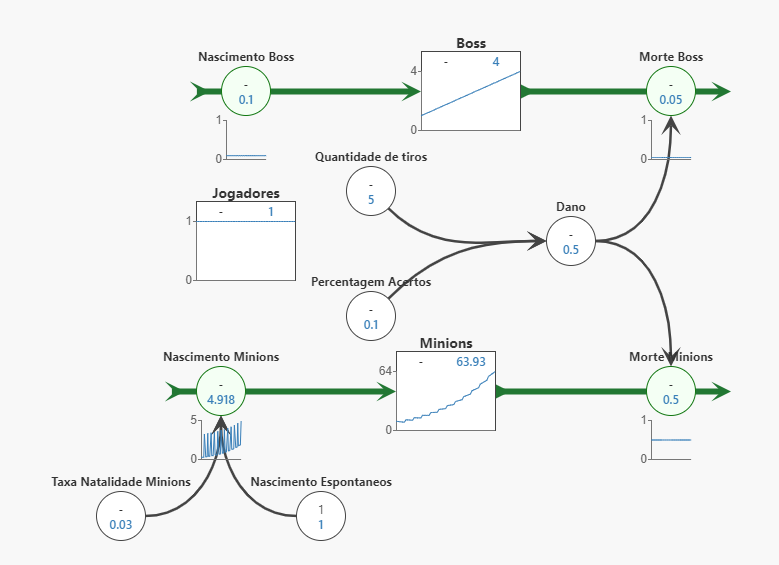 Boss
Nascimento Boss
Morte Boss
- 4
4
0
-
0.1
-
0.05
1
0
1
0
Quantidade de tiros
-
5
Jogadores
- 1
1
0
Dano
-
0.5
Percentagem Acertos
-
0.1
Minions
Nascimento Minions
Morte Minions
- 63.93
64
0
-
4.918
-
0.5
5
0
1
0
Taxa Natalidade Minions
Nascimento Espontaneos
-
0.03
1
1